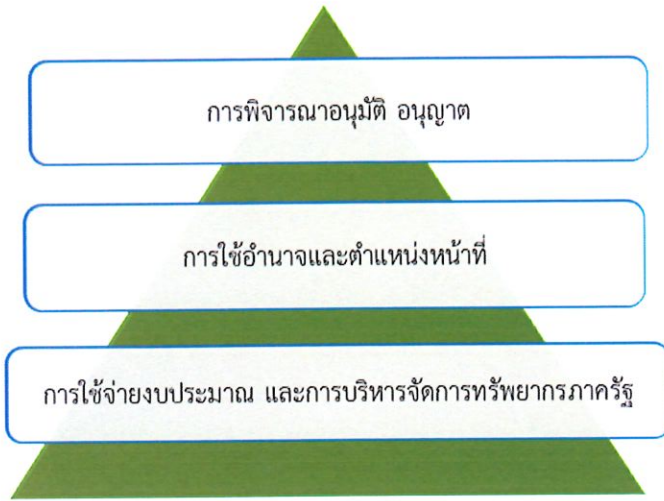 การพิจารณาอนุมัติ อนุญาต
การใช้อำนาจและตำแหน่งหน้าที่
การใช้จ่ายงบประมาณ และการบริหารจัดการทรัพยากรภาครัฐ